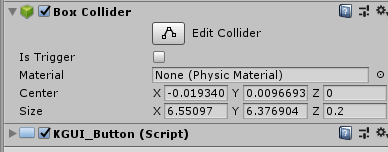 Box Collider
Edit Collider
Is Trigger
Material None (Physic Material)
Center X -0.019340 Y 0.0096693 Z 0
Size X 6.55097 Y 6.376904 Z 0.2
KGUI_Button (Script)